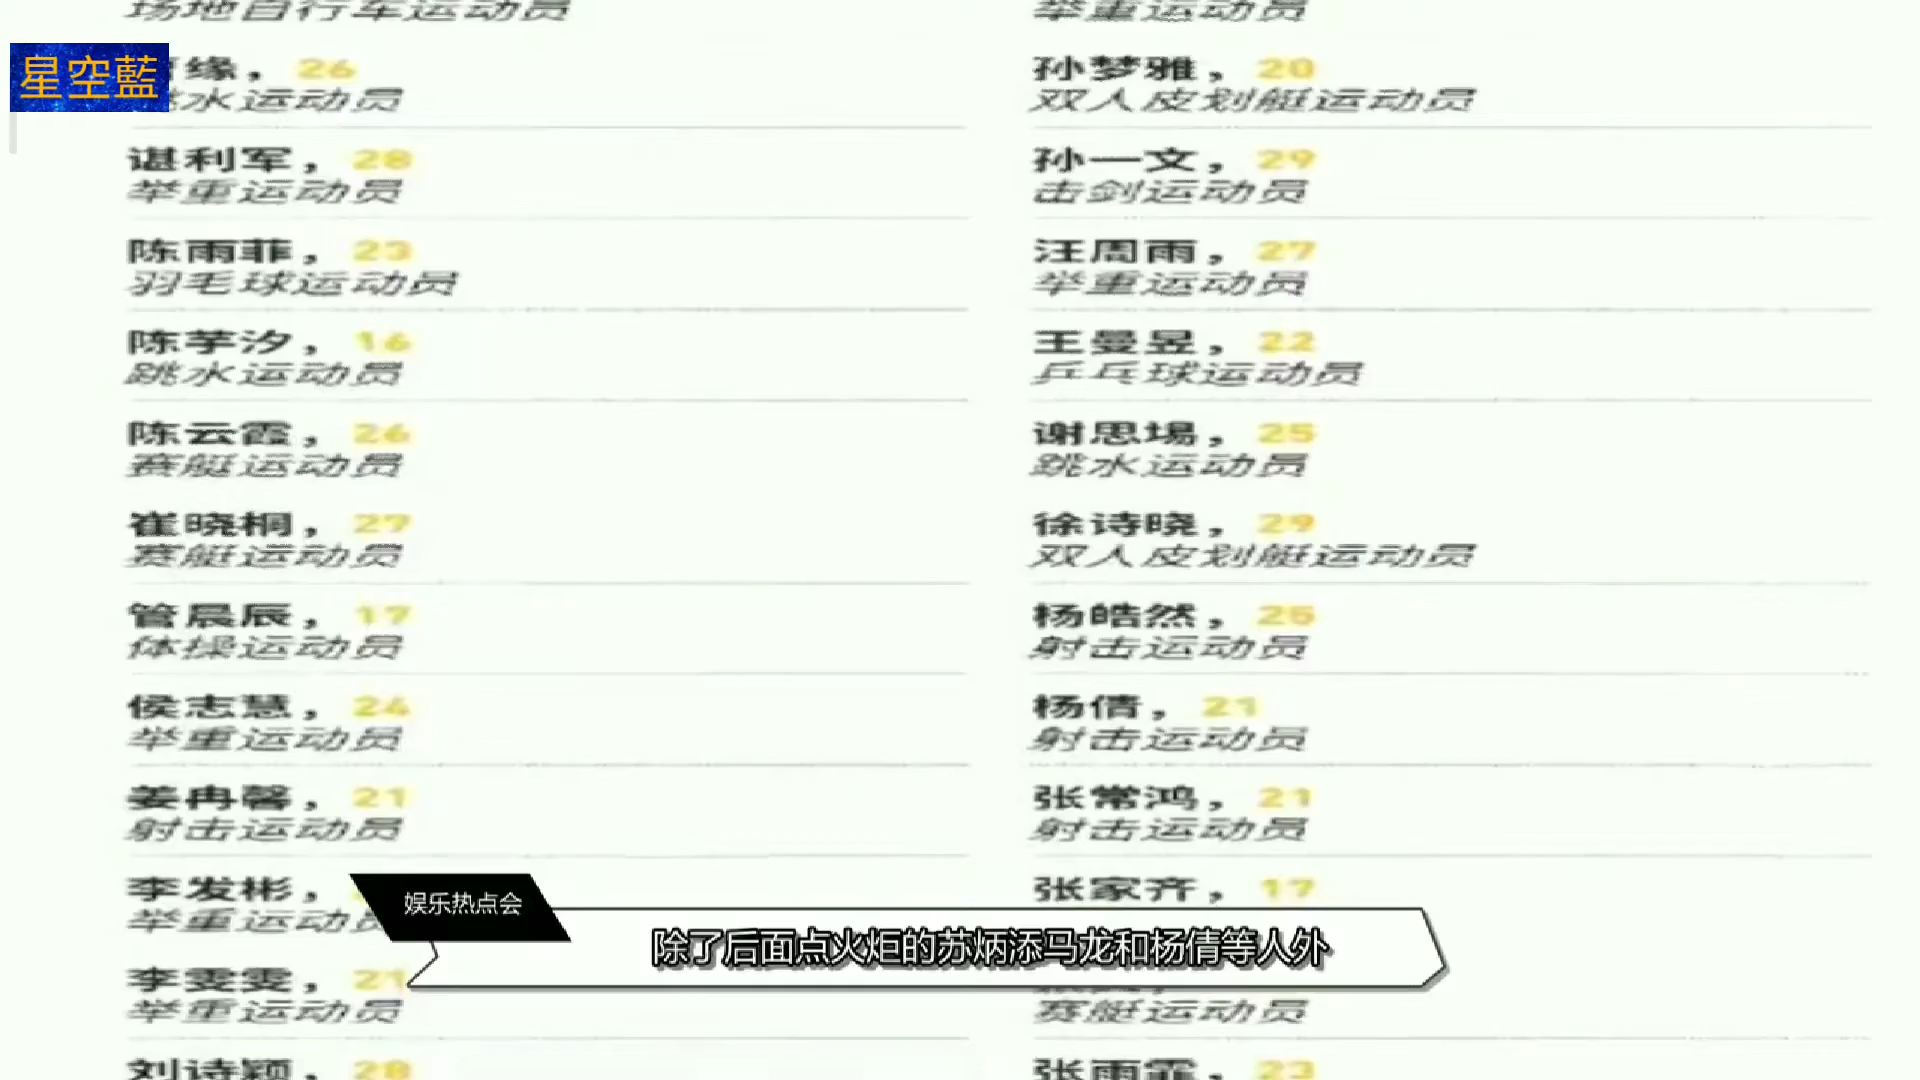 场地自行车运动员
星空藍
缘，26
水运动员
谌利军，28
举重运动员
陈雨菲，23
羽毛球运动员
陈芋汐，16
跳水运动员
陈云霞，26
赛艇运动员
崔晓桐，27
赛艇运动员
管晨辰，17
体操运动员
侯志慧，24
举重运动员
姜冉馨，21
射击运动员
李发彬，
举重运动员
李雯雯，21
举重运动员
刘诗颖，28
举重运动员
孙梦雅，20
双人皮划艇运动员
孙一文，29
击剑运动员
汪周雨，27
举重运动员
王曼昱，22
乒乓球运动员
谢思埸，25
跳水运动员
徐诗晓，29
双人皮划艇运动员
杨皓然，25
射击运动员
杨倩，21
射击运动员
张常鸿，21
射击运动员
张家齐，17
赛艇运动员
张雨霏，23
娱乐热点会
除了后面点火炬的苏炳添马龙和杨倩等人外